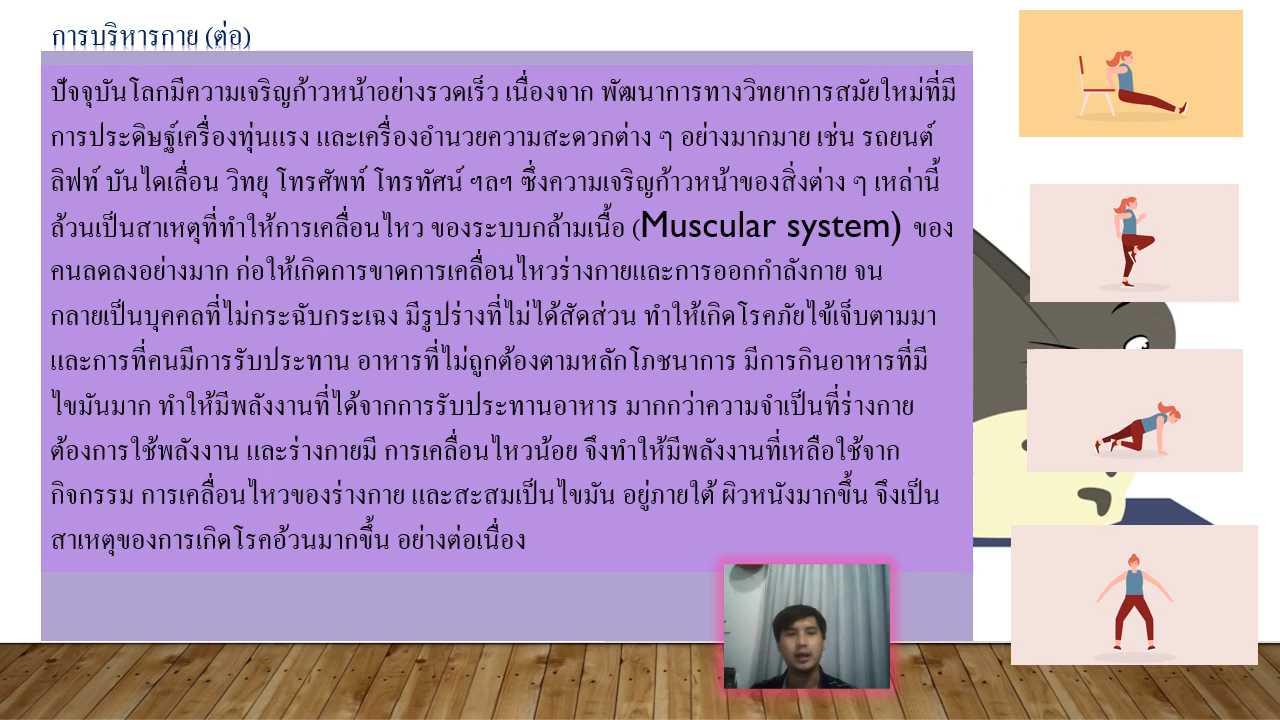 การบริหารกาย (ต่อ)
ปัจจุบันโลกมีความเจริญก้าวหน้าอย่างรวดเร็ว เนื่องจาก พัฒนาการทางวิทยาการสมัยใหม่ที่มี
การประดิษฐ์เครื่องทุ่นแรง และเครื่องอำนวยความสะดวกต่าง ๆ อย่างมากมาย เช่น รถยนต์
ลิฟท์ บันไดเลื่อน วิทยุ โทรศัพท์ โทรทัศน์ ฯลฯ ซึ่งความเจริญก้าวหน้าของสิ่งต่าง ๆ เหล่านี้
ล้วนเป็นสาเหตุที่ทำให้การเคลื่อนไหว ของระบบกล้ามเนื้อ (Muscular system) ของ
คนลดลงอย่างมาก ก่อให้เกิดการขาดการเคลื่อนไหวร่างกายและการออกกำลังกาย จน
กลายเป็นบุคคลที่ไม่กระฉับกระเฉง มีรูปร่างที่ไม่ได้สัดส่วน ทำให้เกิดโรคภัยไข้เจ็บตามมา
และการที่คนมีการรับประทาน อาหารที่ไม่ถูกต้องตามหลักโภชนาการ มีการกินอาหารที่มี
ไขมันมาก ทำให้มีพลังงานที่ได้จากการรับประทานอาหาร มากกว่าความจำเป็นที่ร่างกาย
ต้องการใช้พลังงาน และร่างกายมี การเคลื่อนไหวน้อย จึงทำให้มีพลังงานที่เหลือใช้จาก
กิจกรรม การเคลื่อนไหวของร่างกาย และสะสมเป็นไขมัน อยู่ภายใต้ ผิวหนังมากขึ้น จึงเป็น
สาเหตุของการเกิดโรคอ้วนมากขึ้น อย่างต่อเนื่อง